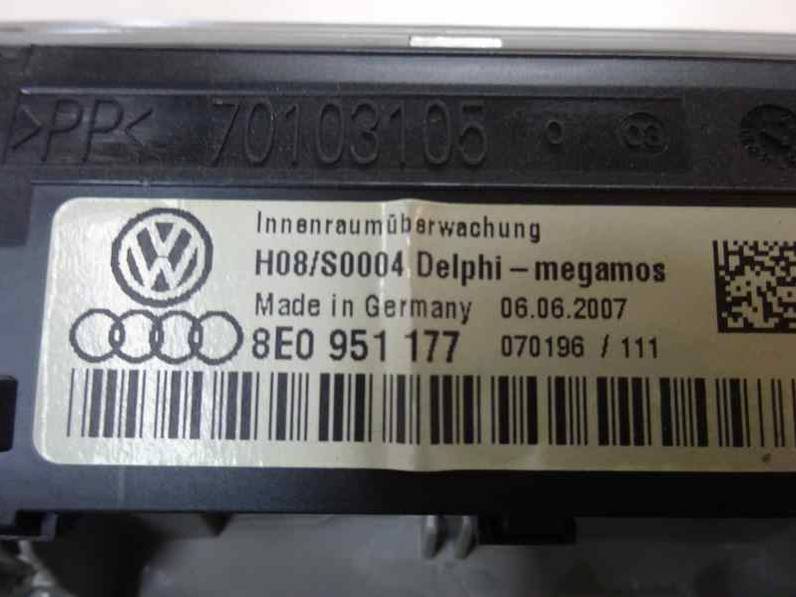 >PP< 70103105
Innenraumüberwachung
H08/S0004 Delphi – megamos
Made in Germany 06.06.2007
8E0 951 177 070196 / 111